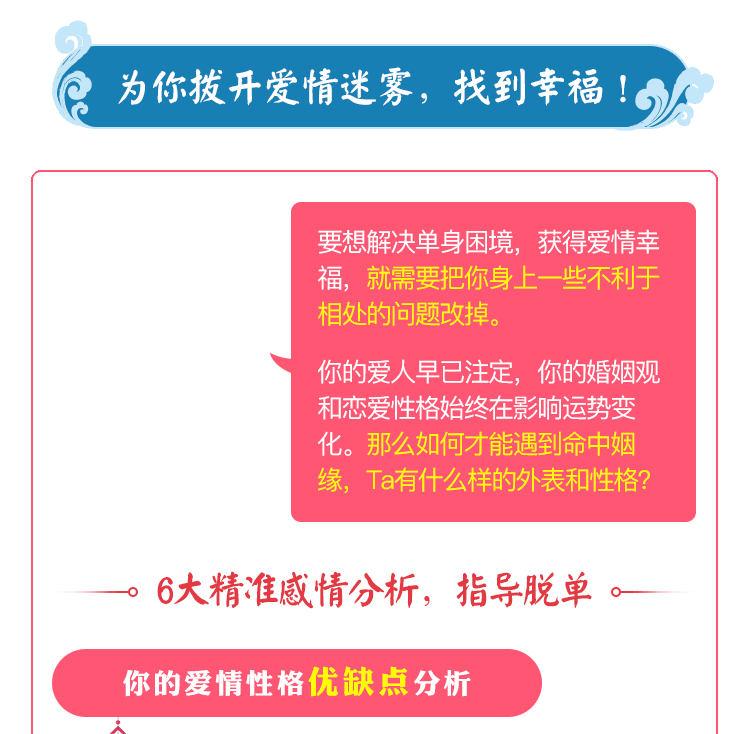 为你拨开爱情迷雾，找到幸福！
要想解决单身困境，获得爱情幸
福，就需要把你身上一些不利于
相处的问题改掉。
你的爱人早已注定，你的婚姻观
和恋爱性格始终在影响运势变
化。那么如何才能遇到命中姻
缘，Ta有什么样的外表和性格？
6大精准感情分析，指导脱单
你的爱情性格优缺点分析